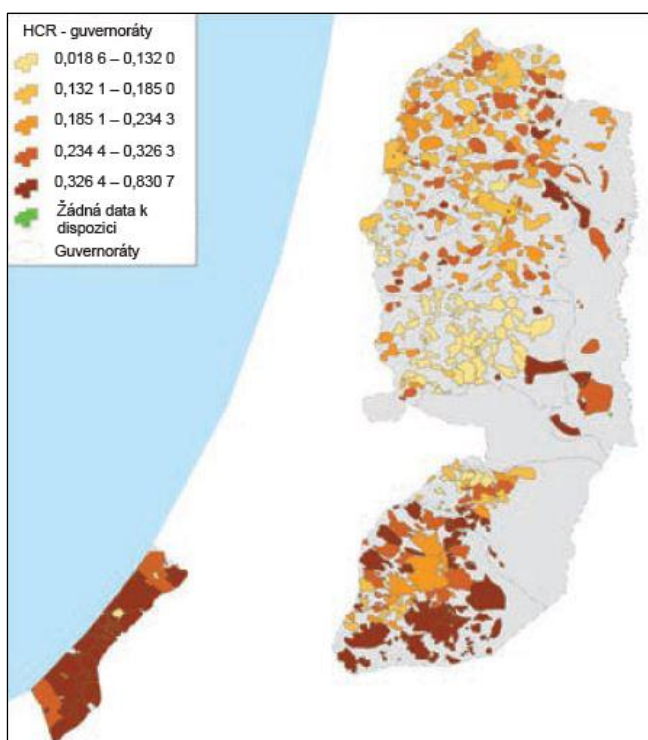 HCR - guvernoráty
0,018 6 – 0,132 0
0,132 1 – 0,185 0
0,185 1 – 0,234 3
0,234 4 – 0,326 3
0,326 4 – 0,830 7
Žádná data k
dispozici
Guvernoráty